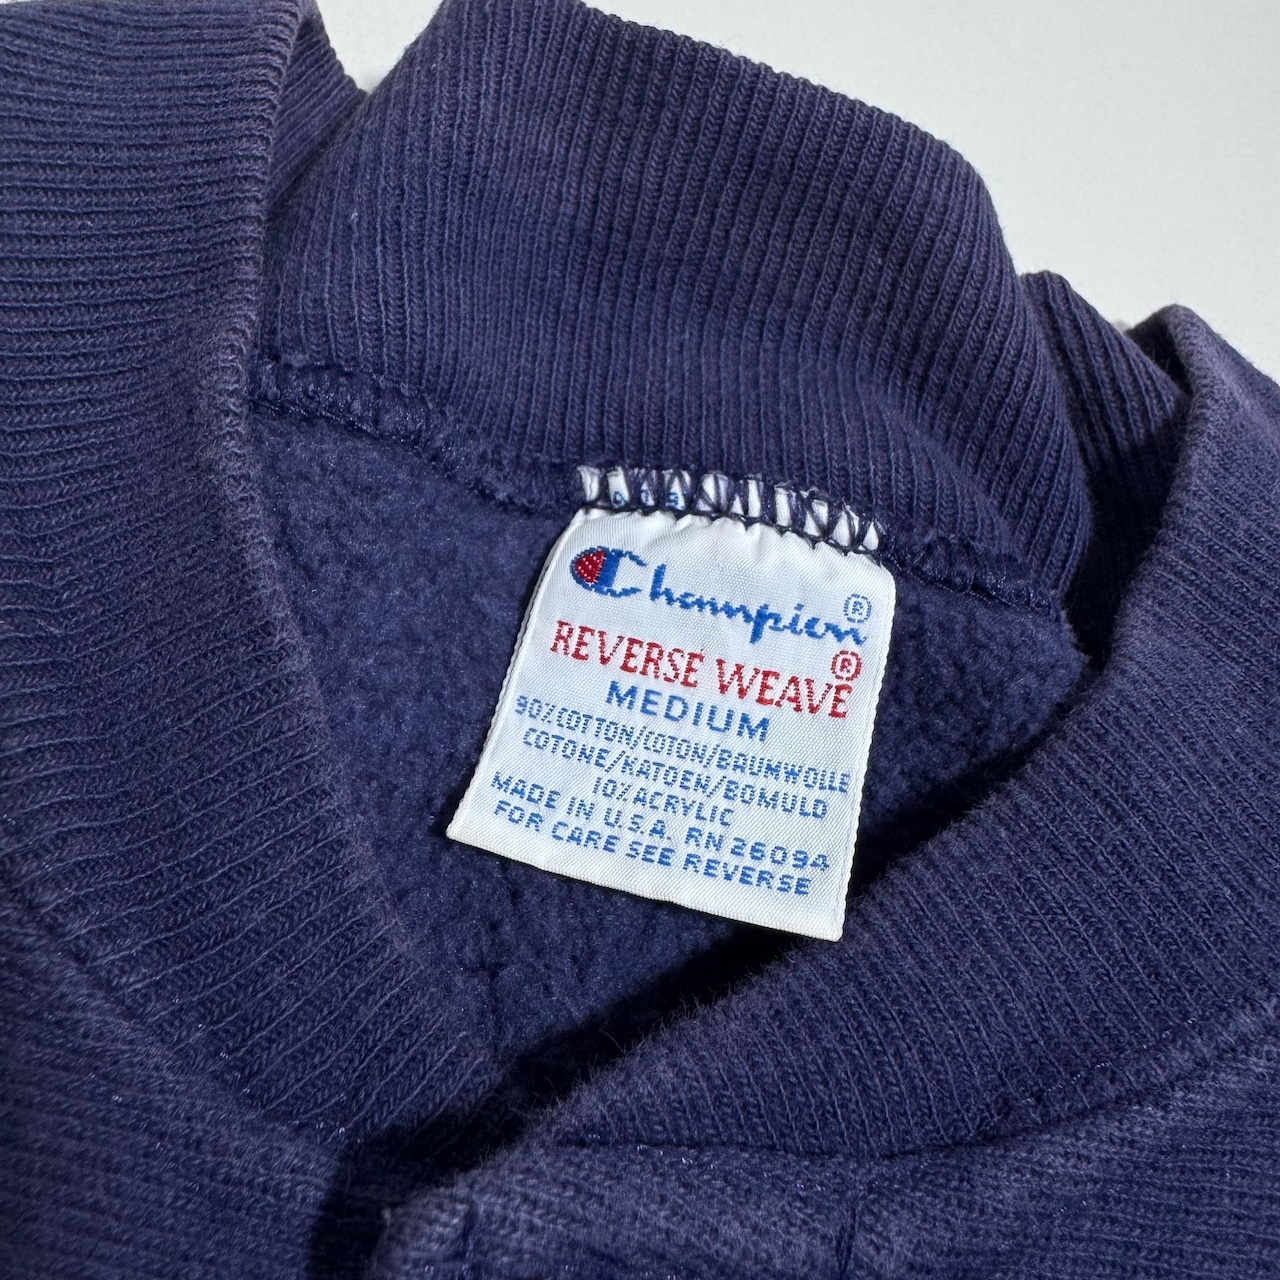 Champion®
REVERSE WEAVE®
MEDIUM
90%COTTON/COTON/BAUMWOLLE
COTONE/KATOEN/BOMULD
10%ACRYLIC
MADE IN U.S.A. RN 26094
FOR CARE SEE REVERSE